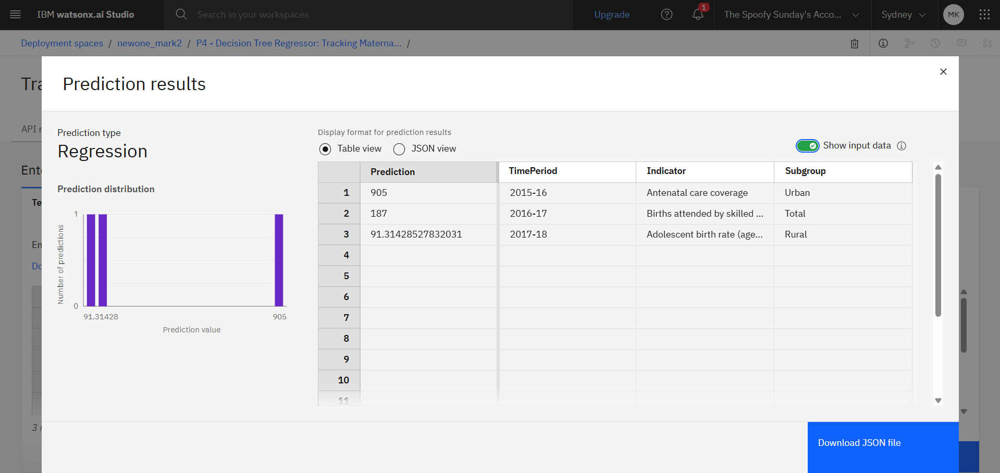 IBM watsonx.ai Studio
Search in your workspaces
Upgrade
1
The Spoofy Sunday's Acco...
Sydney
MK
Deployment spaces / newone_mark2 / P4 - Decision Tree Regressor: Tracking Materna... /
Tra
Prediction results
API r
Prediction type
Regression
Display format for prediction results
Table view
JSON view
Show input data
Ente
Prediction distribution
Te
En
Do
3
1
0
Number of predictions
91.31428
905
Prediction value
Prediction TimePeriod Indicator Subgroup
1 905 2015-16 Antenatal care coverage Urban
2 187 2016-17 Births attended by skilled ... Total
3 91.31428527832031 2017-18 Adolescent birth rate (age... Rural
4
5
6
7
8
9
10
11
Download JSON file